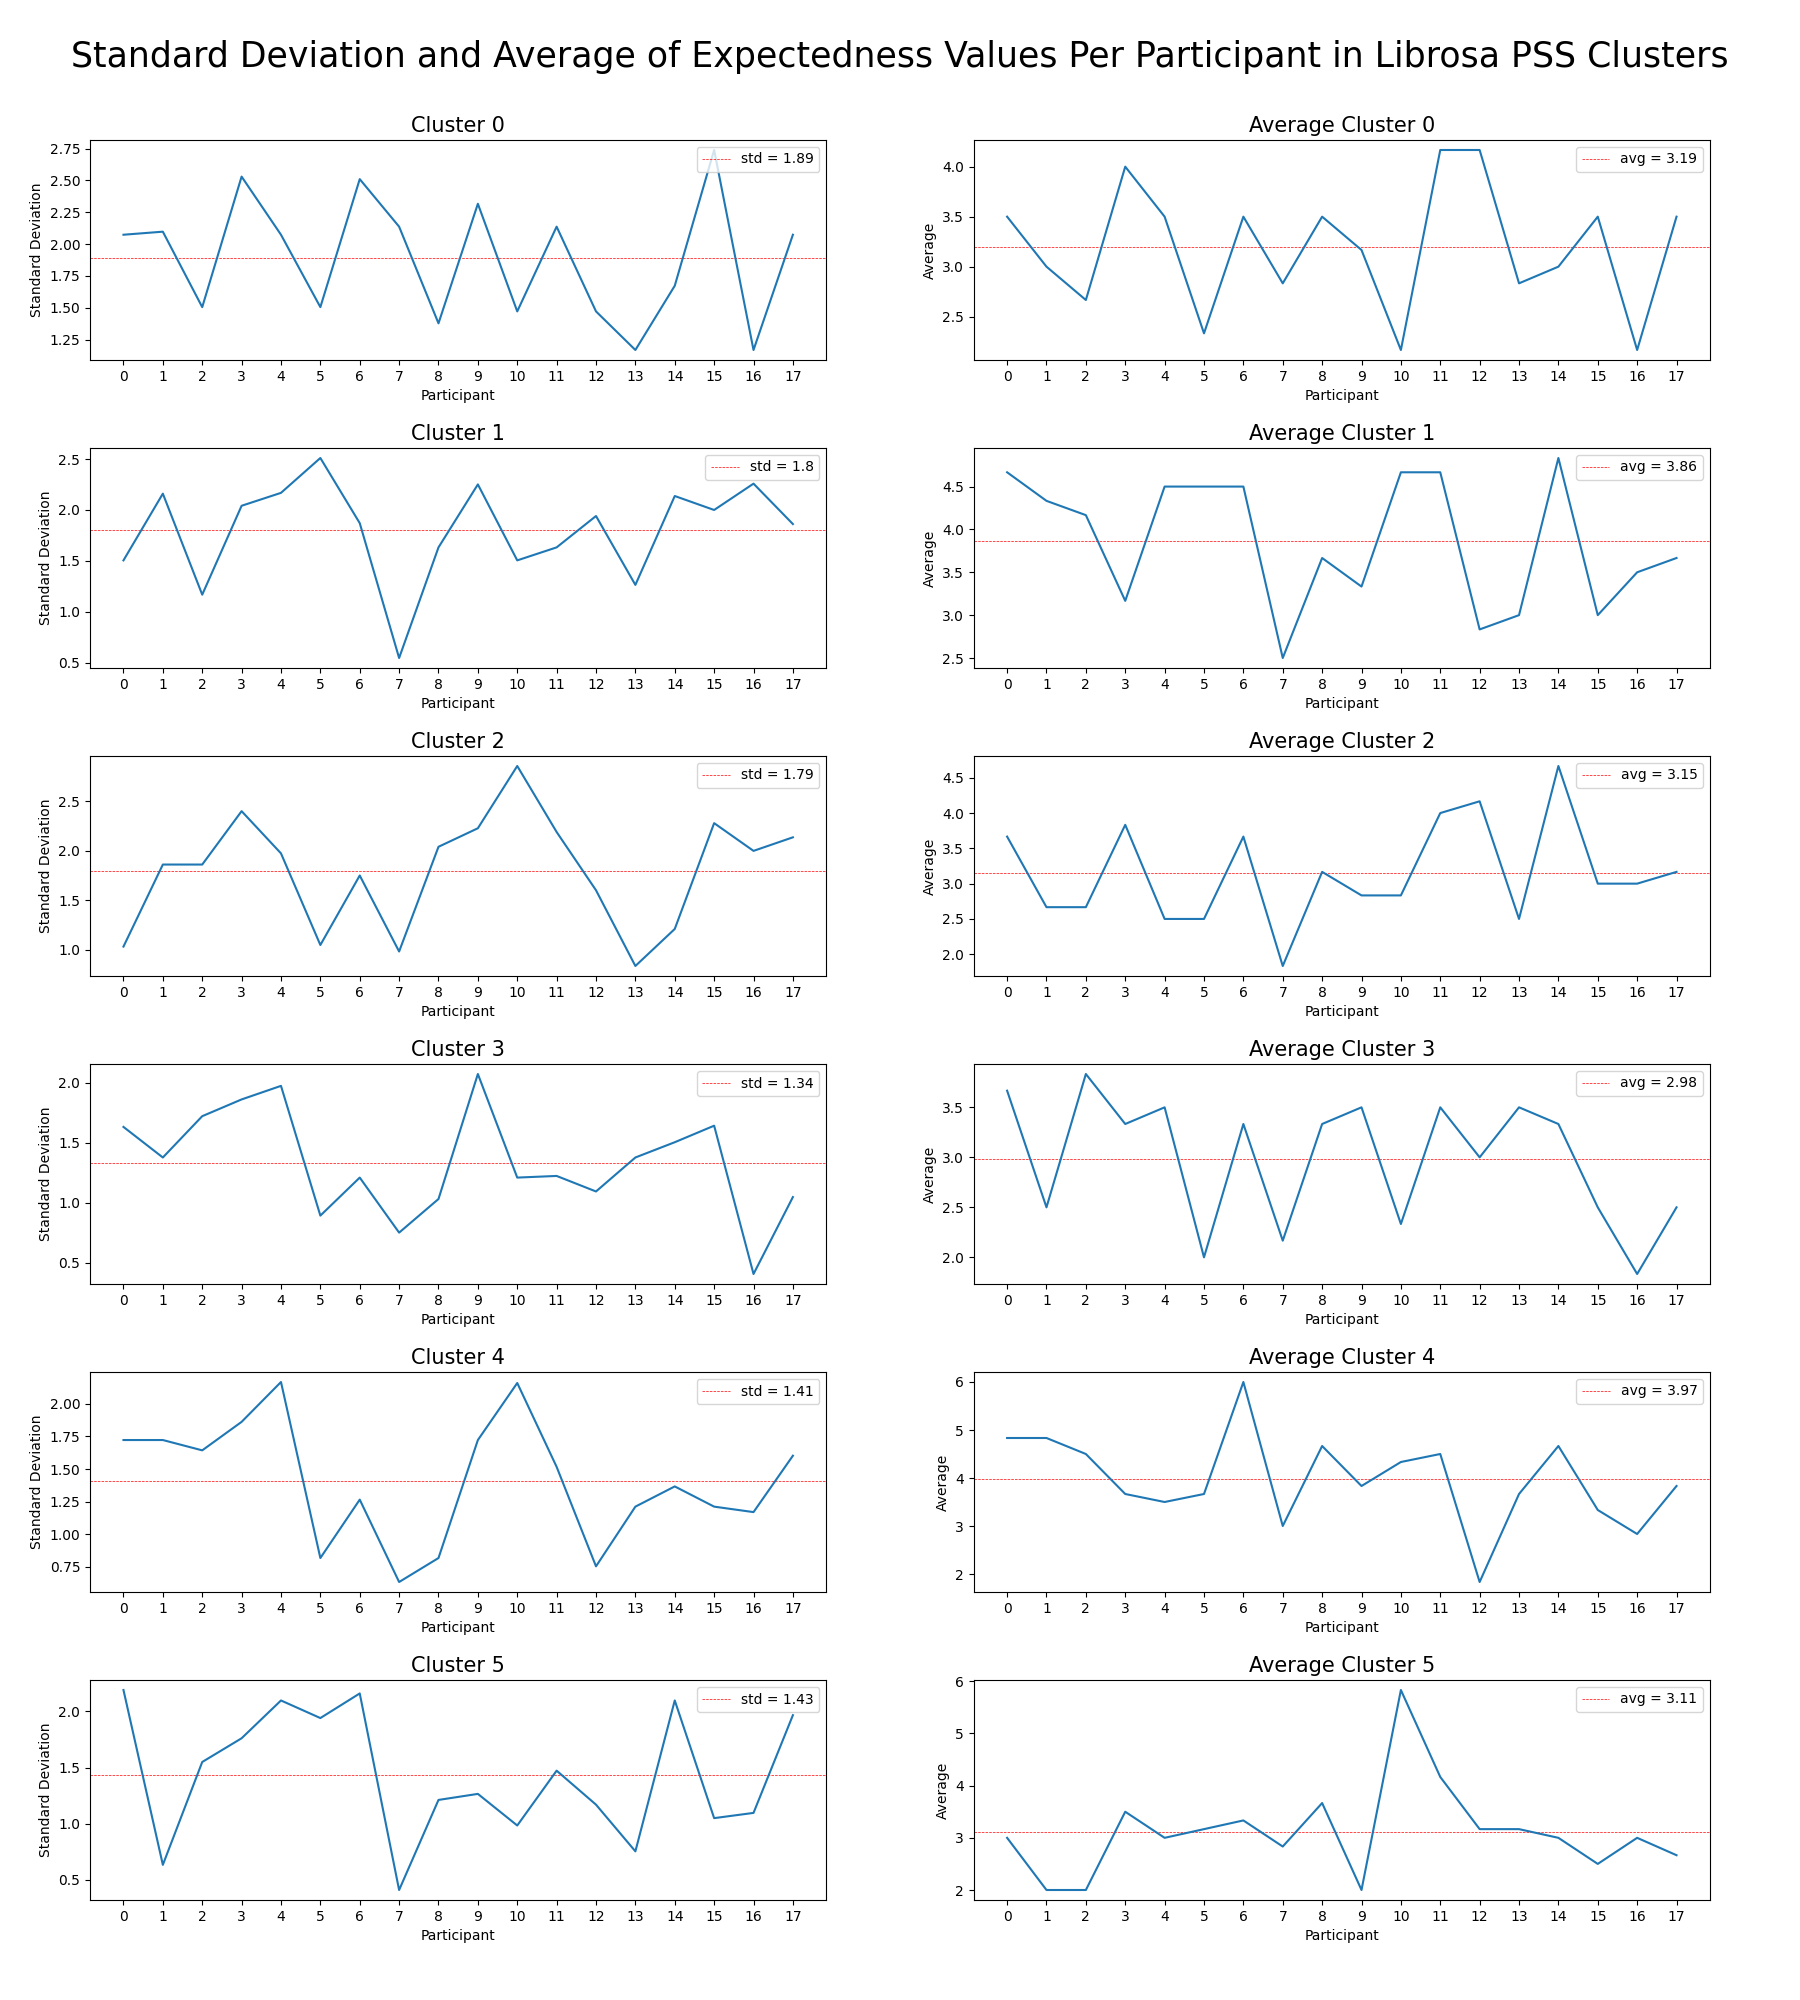 Standard Deviation and Average of Expectedness Values Per Participant in Librosa PSS Clusters
Cluster 0
Standard Deviation
2.75
2.50
2.25
2.00
1.75
1.50
1.25
std = 1.89
0 1 2 3 4 5 6 7 8 9 10 11 12 13 14 15 16 17
Participant
Average Cluster 0
Average
4.0
3.5
3.0
2.5
avg = 3.19
0 1 2 3 4 5 6 7 8 9 10 11 12 13 14 15 16 17
Participant
Cluster 1
Standard Deviation
2.5
2.0
1.5
1.0
0.5
std = 1.8
0 1 2 3 4 5 6 7 8 9 10 11 12 13 14 15 16 17
Participant
Average Cluster 1
Average
4.5
4.0
3.5
3.0
2.5
avg = 3.86
0 1 2 3 4 5 6 7 8 9 10 11 12 13 14 15 16 17
Participant
Cluster 2
Standard Deviation
2.5
2.0
1.5
1.0
std = 1.79
0 1 2 3 4 5 6 7 8 9 10 11 12 13 14 15 16 17
Participant
Average Cluster 2
Average
4.5
4.0
3.5
3.0
2.5
2.0
avg = 3.15
0 1 2 3 4 5 6 7 8 9 10 11 12 13 14 15 16 17
Participant
Cluster 3
Standard Deviation
2.0
1.5
1.0
0.5
std = 1.34
0 1 2 3 4 5 6 7 8 9 10 11 12 13 14 15 16 17
Participant
Average Cluster 3
Average
3.5
3.0
2.5
2.0
avg = 2.98
0 1 2 3 4 5 6 7 8 9 10 11 12 13 14 15 16 17
Participant
Cluster 4
Standard Deviation
2.00
1.75
1.50
1.25
1.00
0.75
std = 1.41
0 1 2 3 4 5 6 7 8 9 10 11 12 13 14 15 16 17
Participant
Average Cluster 4
Average
6
5
4
3
2
avg = 3.97
0 1 2 3 4 5 6 7 8 9 10 11 12 13 14 15 16 17
Participant
Cluster 5
Standard Deviation
2.0
1.5
1.0
0.5
std = 1.43
0 1 2 3 4 5 6 7 8 9 10 11 12 13 14 15 16 17
Participant
Average Cluster 5
Average
6
5
4
3
2
avg = 3.11
0 1 2 3 4 5 6 7 8 9 10 11 12 13 14 15 16 17
Participant